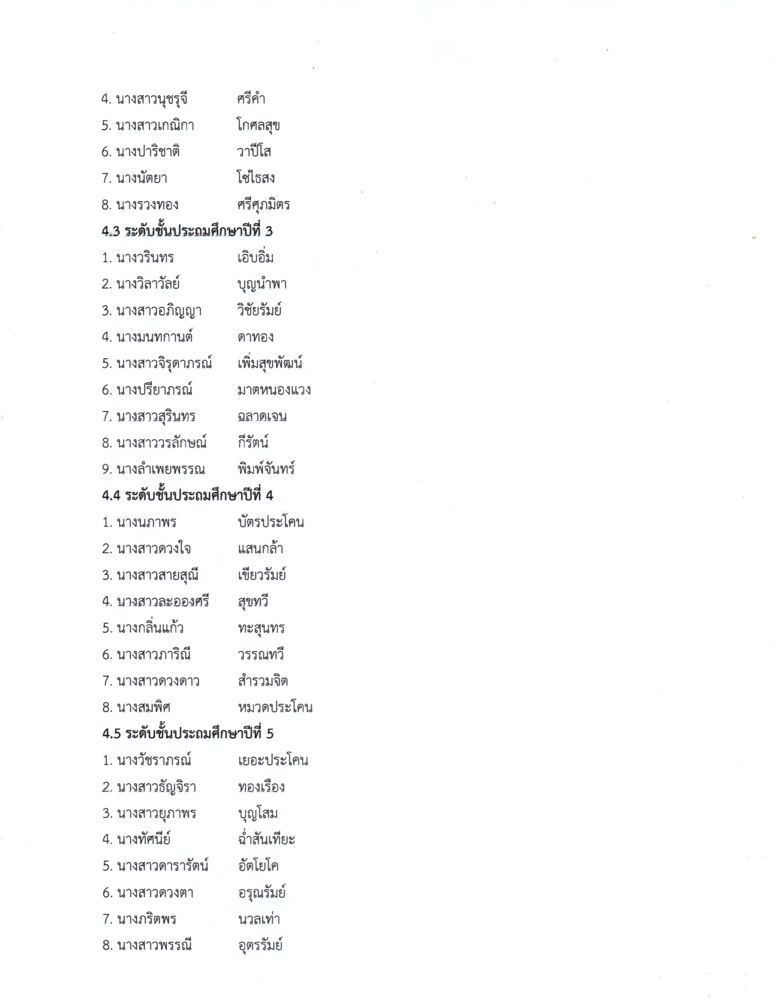 4. นางสาวนุชรุจี ศรีคำ
5. นางสาวเกณิกา โกศลสุข
6. นางปาริชาติ วาปีโส
7. นางนัตยา โซ่ไธสง
8. นางรวงทอง ศรีศุภมิตร
4.3 ระดับชั้นประถมศึกษาปีที่ 3
1. นางวรินทร เอิบอิ่ม
2. นางวิลาวัลย์ บุญนำพา
3. นางสาวอภิญญา วิชัยรัมย์
4. นางมนทกานต์ ดาทอง
5. นางสาวจิรุดาภรณ์ เพิ่มสุขพัฒน์
6. นางปรียาภรณ์ มาตหนองแวง
7. นางสาวสุรินทร ฉลาดเจน
8. นางสาววรลักษณ์ กีรัตน์
9. นางลำเพยพรรณ พิมพ์จันทร์
4.4 ระดับชั้นประถมศึกษาปีที่ 4
1. นางนภาพร บัตรประโคน
2. นางสาวดวงใจ แสนกล้า
3. นางสาวสายสุณี เขียวรัมย์
4. นางสาวละอองศรี สุขทวี
5. นางกลิ่นแก้ว ทะสุนทร
6. นางสาวภาริณี วรรณทวี
7. นางสาวดวงดาว สำรวมจิต
8. นางสมพิศ หมวดประโคน
4.5 ระดับชั้นประถมศึกษาปีที่ 5
1. นางวัชราภรณ์ เยอะประโคน
2. นางสาวธัญจิรา ทองเรือง
3. นางสาวยุภาพร บุญโสม
4. นางทัศนีย์ ฉ่ำสันเทียะ
5. นางสาวดารารัตน์ อัตโยโค
6. นางสาวดวงตา อรุณรัมย์
7. นางภริตพร นวลเท่า
8. นางสาวพรรณี อุตรรัมย์